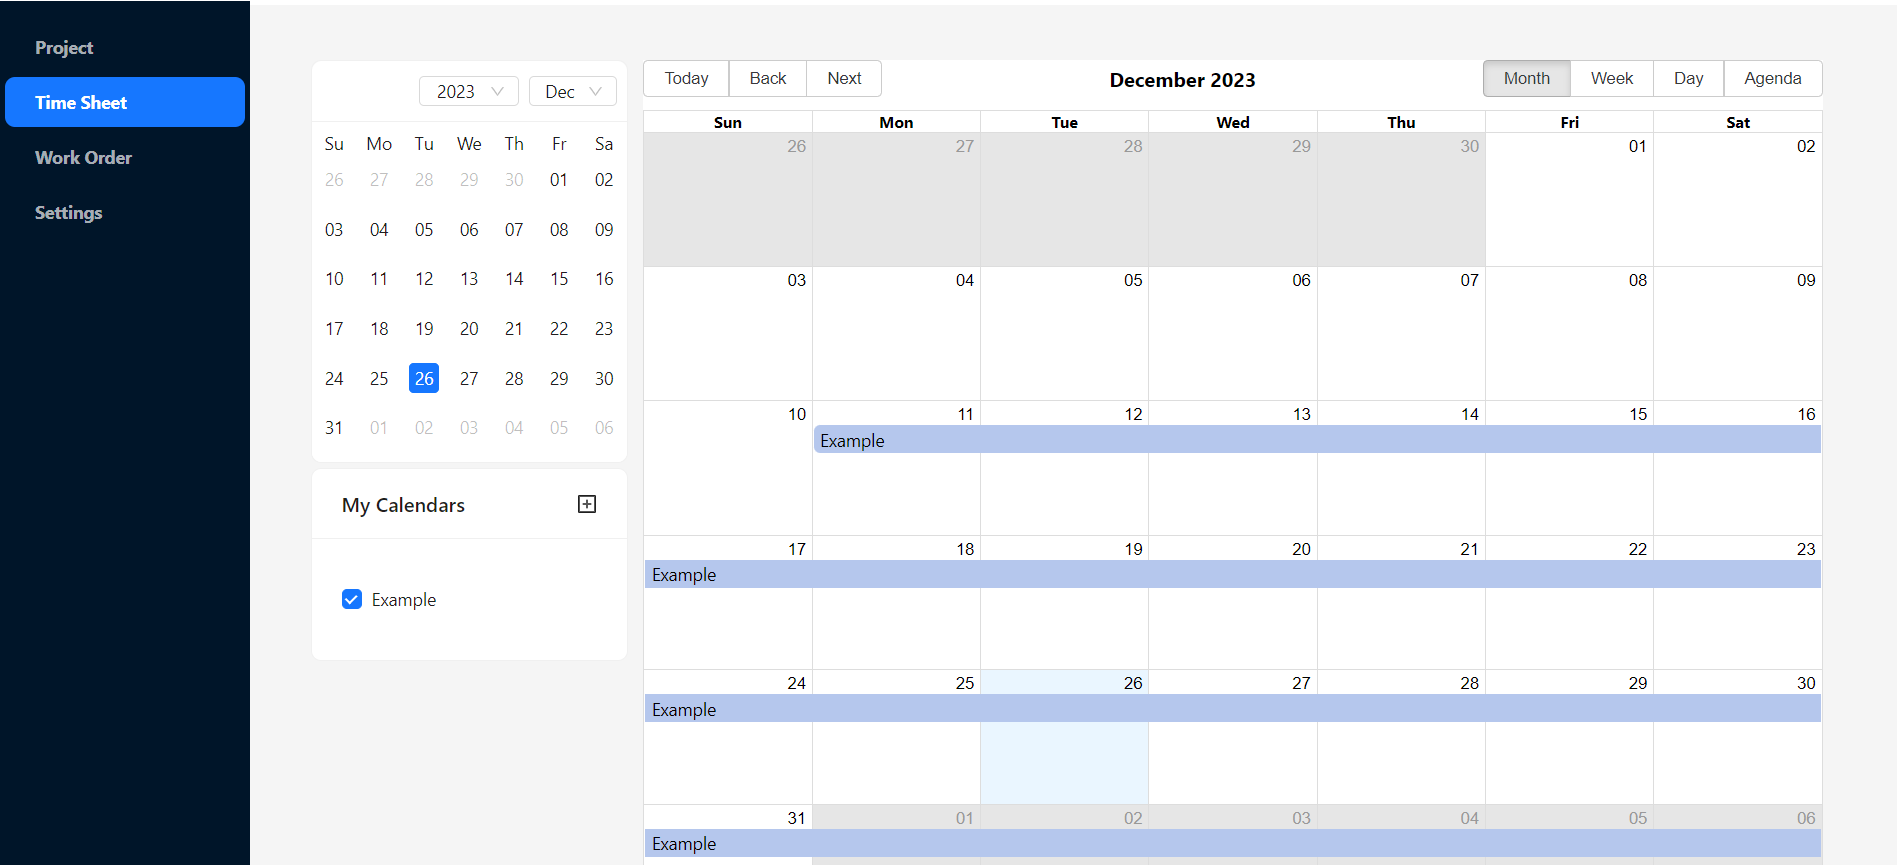 Project
Time Sheet
Work Order
Settings
2023 Dec
Su Mo Tu We Th Fr Sa
26 27 28 29 30 01 02
03 04 05 06 07 08 09
10 11 12 13 14 15 16
17 18 19 20 21 22 23
24 25 26 27 28 29 30
31 01 02 03 04 05 06
My Calendars
Example
Today Back Next December 2023 Month Week Day Agenda
Sun Mon Tue Wed Thu Fri Sat
26 27 28 29 30 01 02
03 04 05 06 07 08 09
10 11 12 13 14 15 16
Example
17 18 19 20 21 22 23
Example
24 25 26 27 28 29 30
Example
31 01 02 03 04 05 06
Example